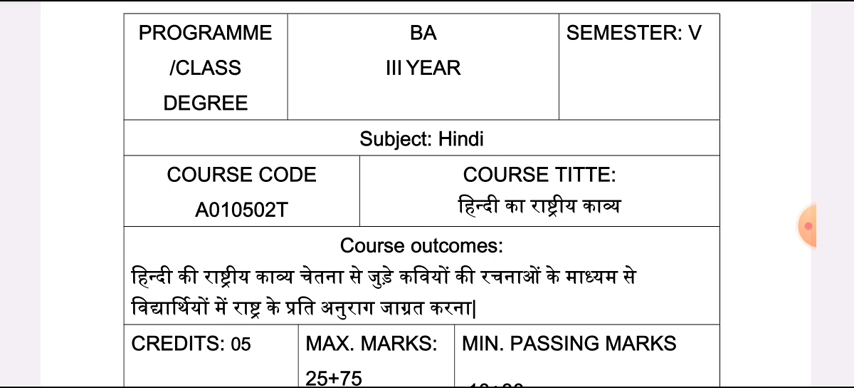 PROGRAMME BA SEMESTER: V
/CLASS III YEAR
DEGREE
Subject: Hindi
COURSE CODE COURSE TITTE:
A010502T हिन्दी का राष्ट्रीय काव्य
Course outcomes:
हिन्दी की राष्ट्रीय काव्य चेतना से जुड़े कवियों की रचनाओं के माध्यम से
विद्यार्थियों में राष्ट्र के प्रति अनुराग जाग्रत करना|
CREDITS: 05 MAX. MARKS: MIN. PASSING MARKS
25+75